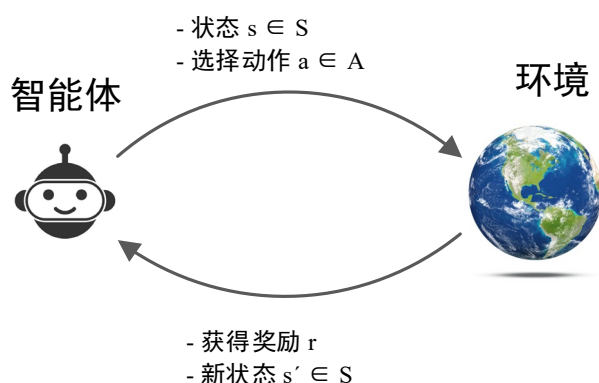 - 状态 s ∈ S
- 选择动作 a ∈ A
智能体
环境
- 获得奖励 r
- 新状态 s′ ∈ S